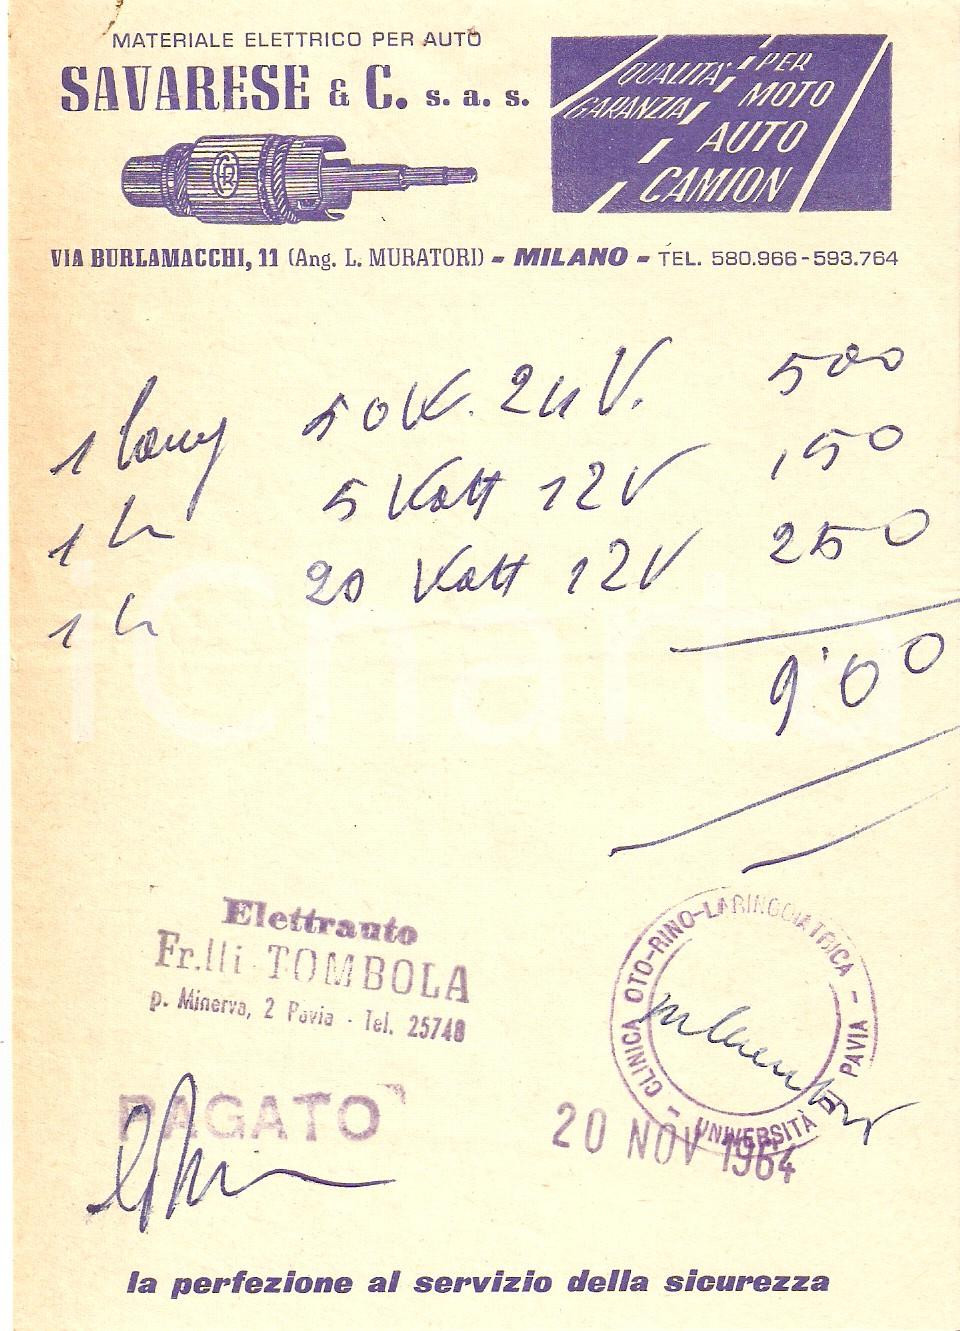 MATERIALE ELETTRICO PER AUTO
SAVARESE & C. s. a. s.
QUALITA' PER
GARANZIA MOTO
AUTO
CAMION
VIA BURLAMACCHI, 11 (Ang. L. MURATORI) - MILANO - TEL. 580.966 - 593.764
1 50 W. 24 V. 500
1 5 Watt 12 V 150
1 20 Watt 12 V 250
900
iCharta
Elettrauto
Fr.lli TOMBOLA
p. Minerva, 2 Pavia - Tel. 25748
CLINICA OTO-RINO-LARINGOIATRICA - UNIVERSITÀ DI PAVIA -
PAGATO
20 NOV 1964
la perfezione al servizio della sicurezza